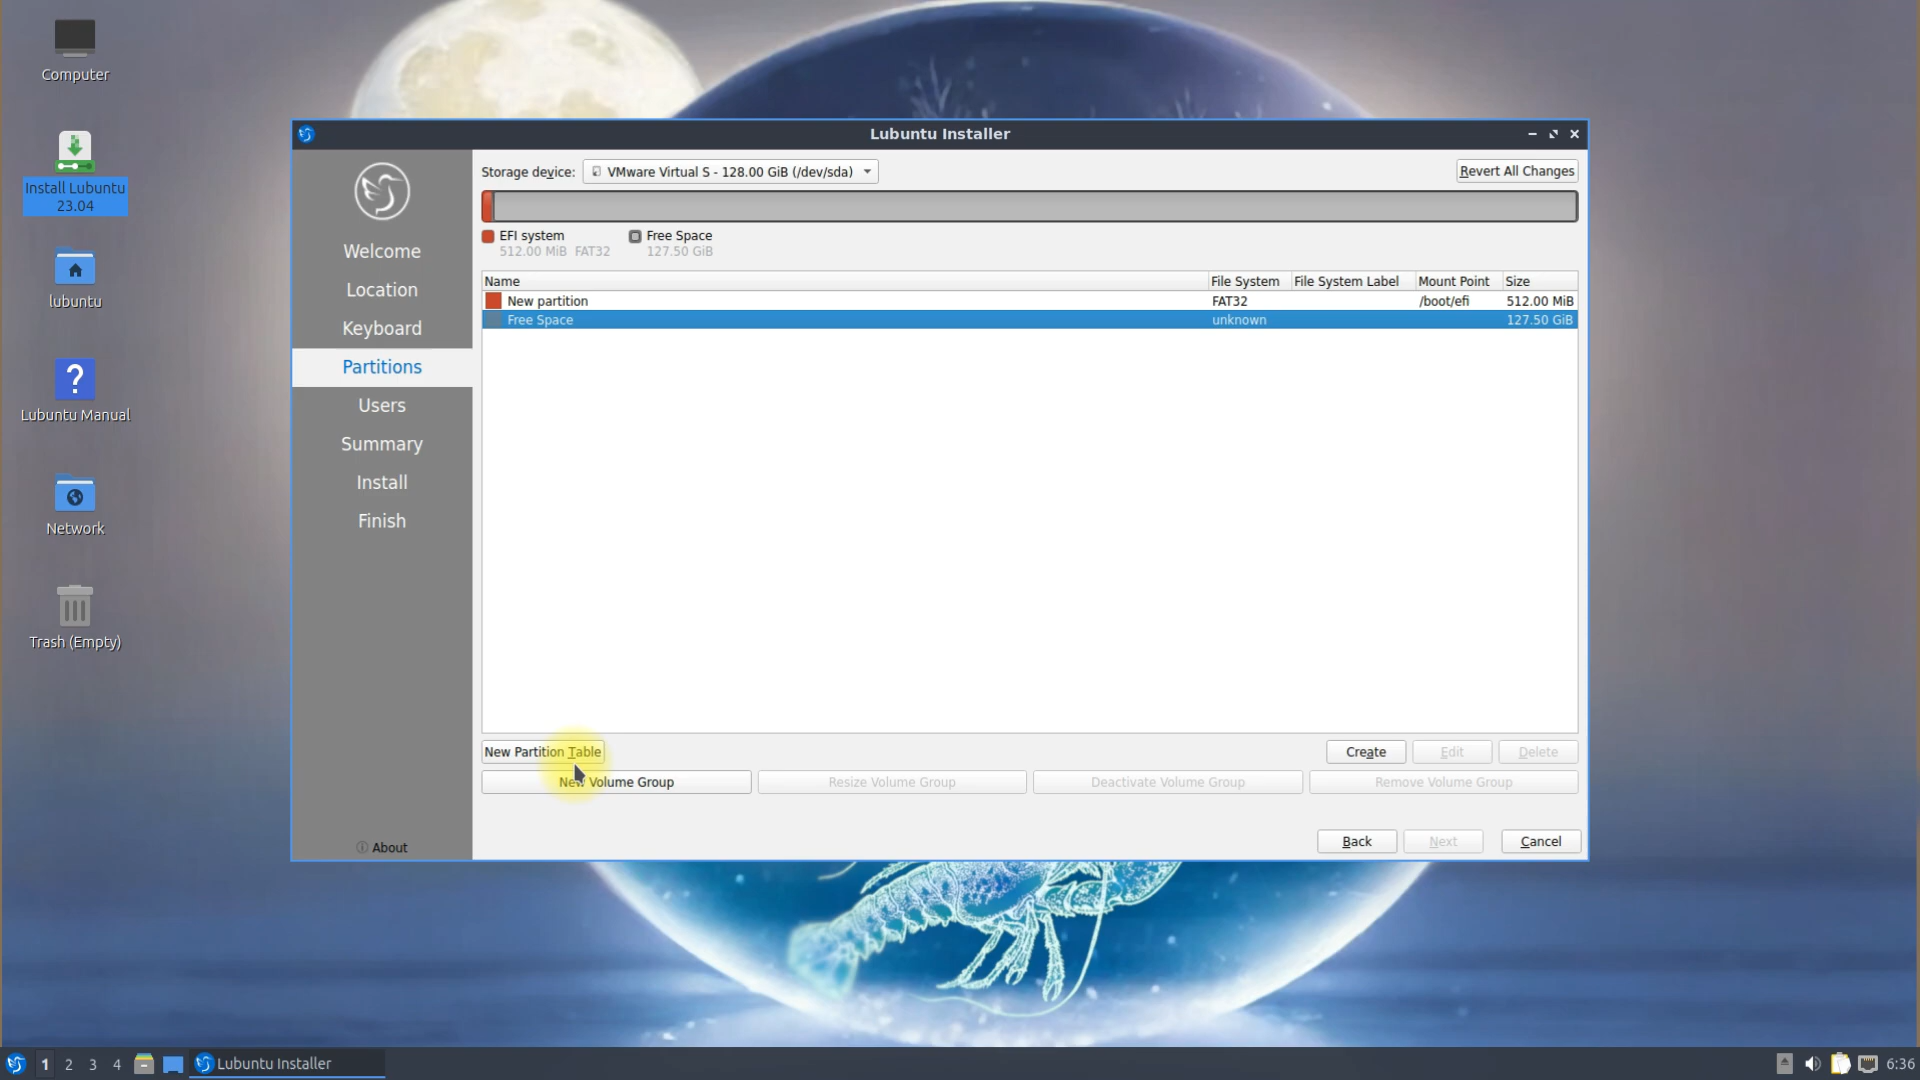 Computer
Install Lubuntu
23.04
lubuntu
?
Lubuntu Manual
Network
Trash (Empty)
Lubuntu Installer
Welcome
Location
Keyboard
Partitions
Users
Summary
Install
Finish
About
Storage device: VMware Virtual S - 128.00 GiB (/dev/sda) Revert All Changes
EFI system Free Space
512.00 MiB FAT32 127.50 GiB
Name File System File System Label Mount Point Size
New partition FAT32 /boot/efi 512.00 MiB
Free Space unknown 127.50 GiB
New Partition Table Create Edit Delete
New Volume Group Resize Volume Group Deactivate Volume Group Remove Volume Group
Back Next Cancel
1 2 3 4 Lubuntu Installer 6:36